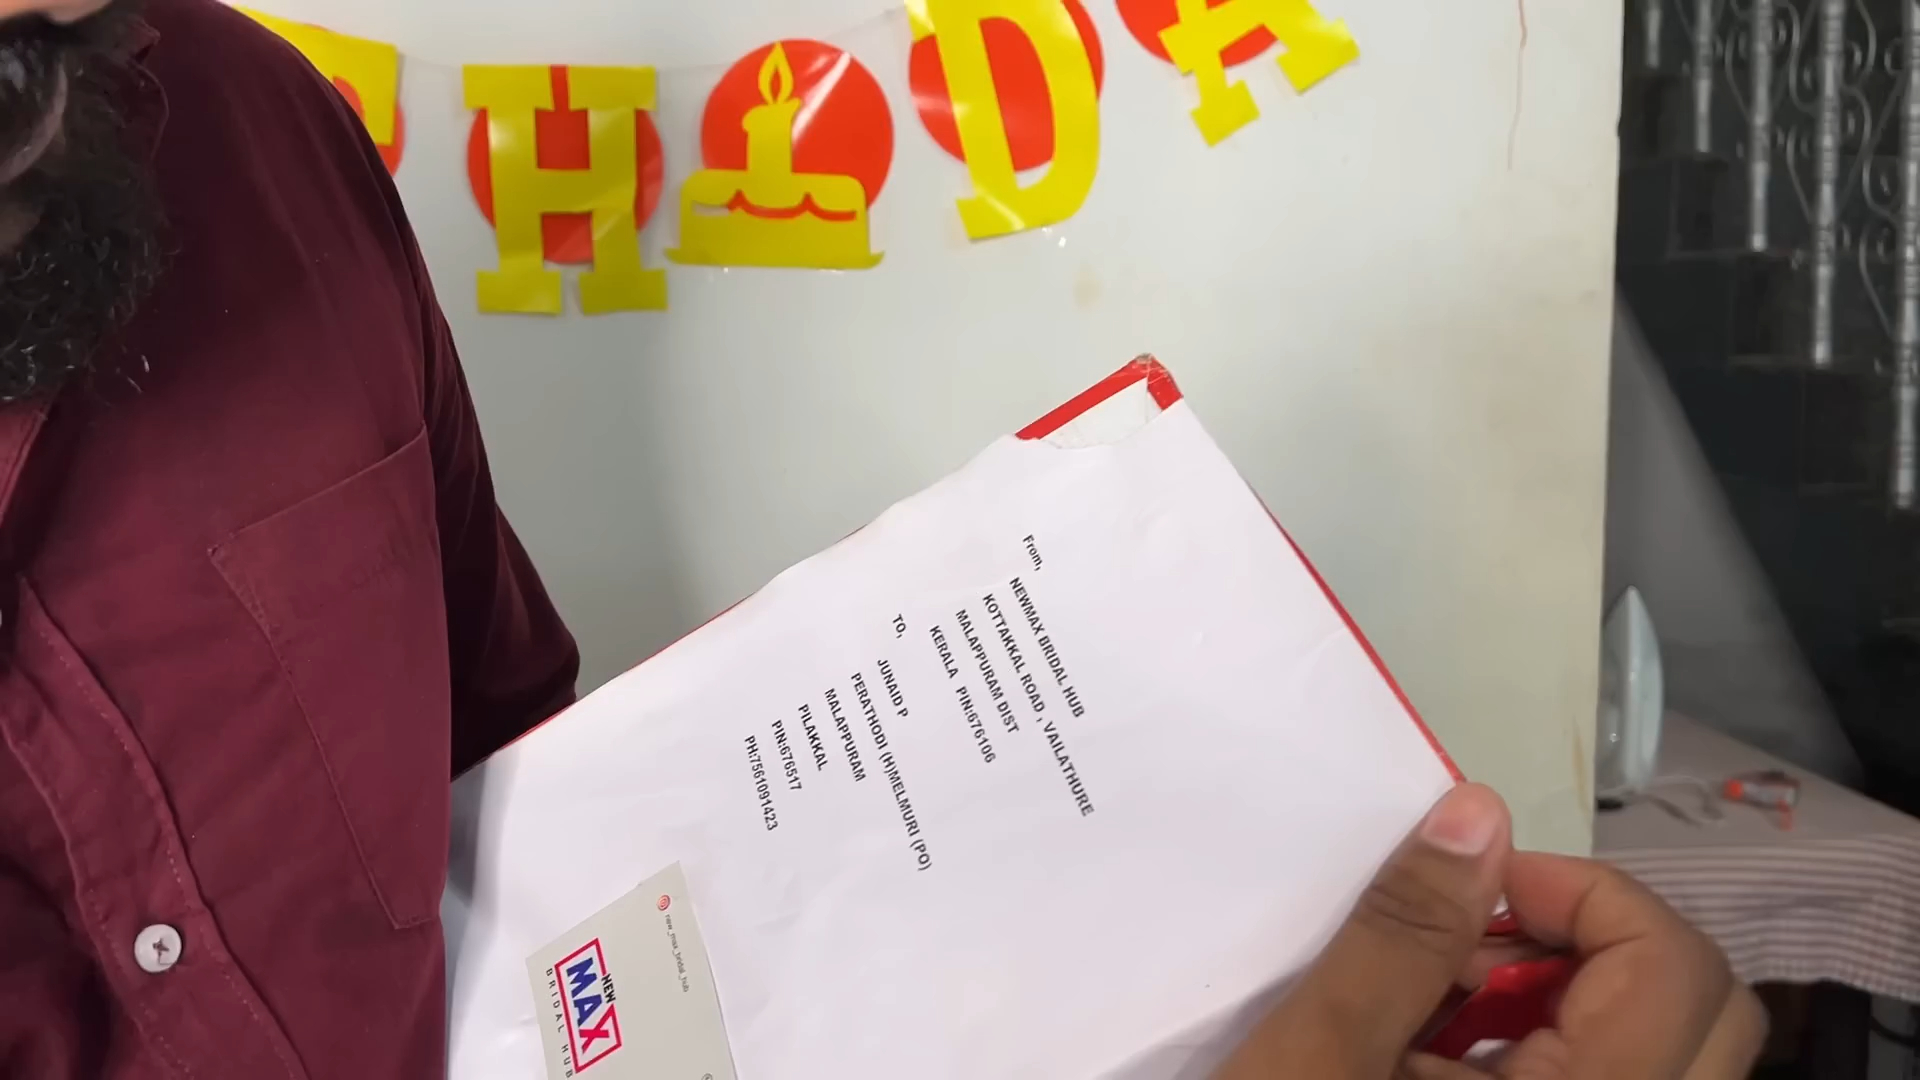 H D A
From,
NEWMAX BRIDAL HUB
KOTTAKKAL ROAD , VAILATHURE
MALAPPURAM DIST
KERALA PIN:676106
TO,
JUNAID P
PERATHODI (H)MELMURI (PO)
MALAPPURAM
PILAKKAL
PIN:676517
PH:7561091423
new_max_bridal_hub
NEW
MAX
BRIDAL HUB